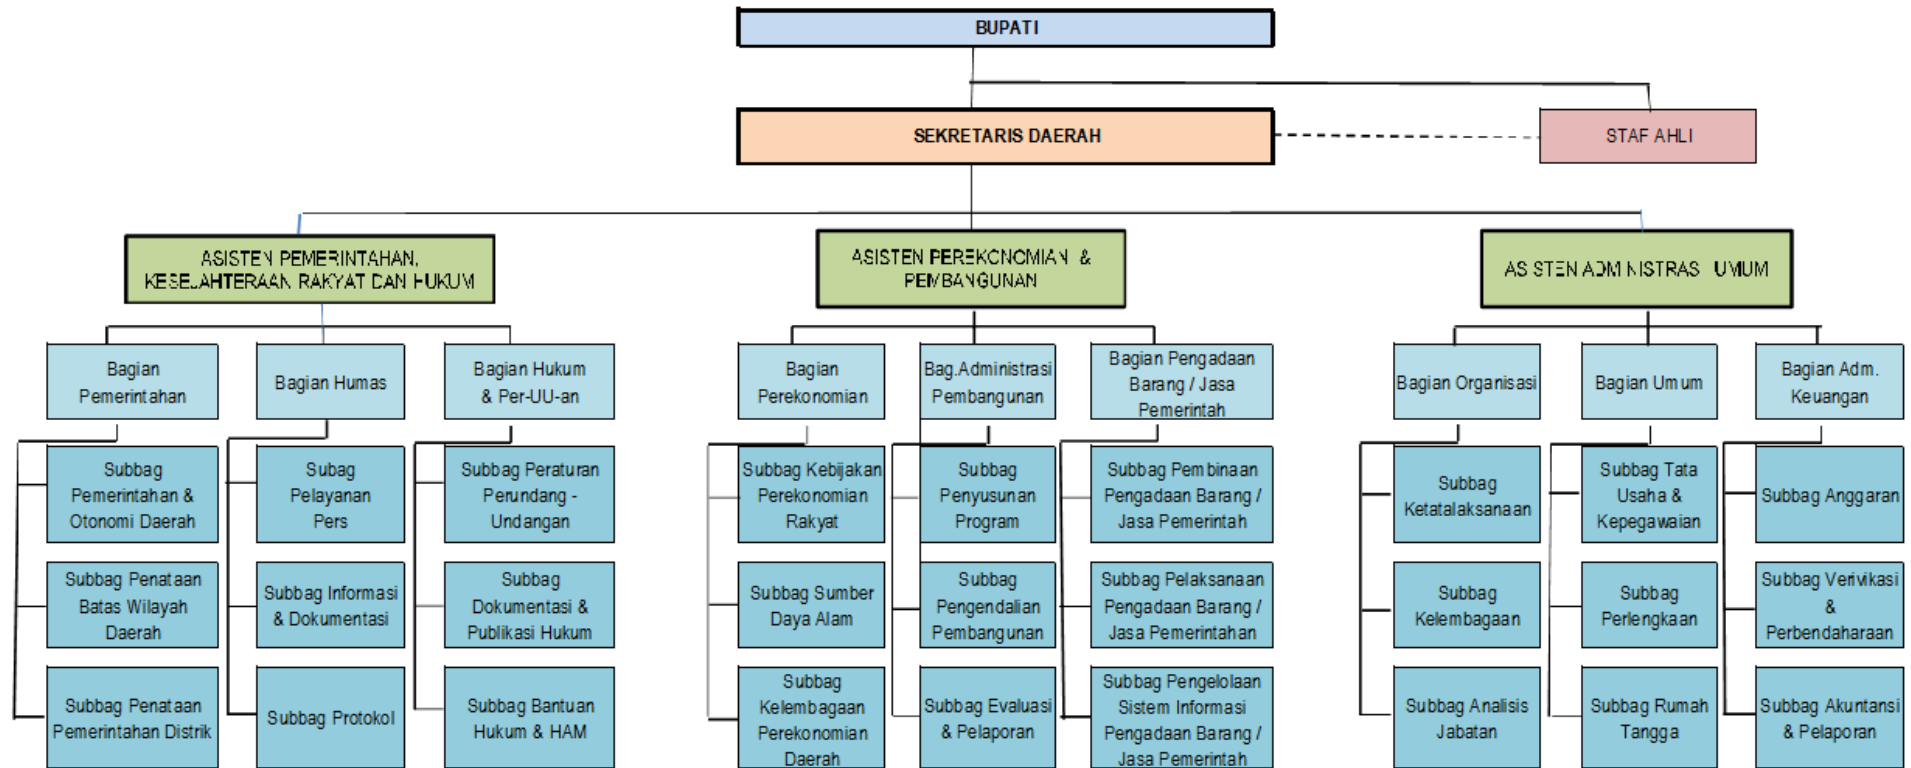 BUPATI
SEKRETARIS DAERAH
STAF AHLI
ASISTEN PEMERINTAHAN,
KESEJAHTERAAN RAKYAT DAN HUKUM
ASISTEN PEREKONOMIAN &
PEMBANGUNAN
ASISTEN ADMINISTRASI UMUM
Bagian
Pemerintahan
Bagian Humas
Bagian Hukum
& Per-UU-an
Bagian
Perekonomian
Bag.Administrasi
Pembangunan
Bagian Pengadaan
Barang / Jasa
Pemerintah
Bagian Organisasi
Bagian Umum
Bagian Adm.
Keuangan
Subbag
Pemerintahan &
Otonomi Daerah
Subag
Pelayanan
Pers
Subbag Peraturan
Perundang -
Undangan
Subbag Kebijakan
Perekonomian
Rakyat
Subbag
Penyusunan
Program
Subbag Pembinaan
Pengadaan Barang /
Jasa Pemerintah
Subbag
Ketatalaksanaan
Subbag Tata
Usaha &
Kepegawaian
Subbag Anggaran
Subbag Penataan
Batas Wilayah
Daerah
Subbag Informasi
& Dokumentasi
Subbag
Dokumentasi &
Publikasi Hukum
Subbag Sumber
Daya Alam
Subbag
Pengendalian
Pembangunan
Subbag Pelaksanaan
Pengadaan Barang /
Jasa Pemerintahan
Subbag
Kelembagaan
Subbag
Perlengkaan
Subbag Verivikasi
&
Perbendaharaan
Subbag Penataan
Pemerintahan Distrik
Subbag Protokol
Subbag Bantuan
Hukum & HAM
Subbag
Kelembagaan
Perekonomian
Daerah
Subbag Evaluasi
& Pelaporan
Subbag Pengelolaan
Sistem Informasi
Pengadaan Barang /
Jasa Pemerintah
Subbag Analisis
Jabatan
Subbag Rumah
Tangga
Subbag Akuntansi
& Pelaporan